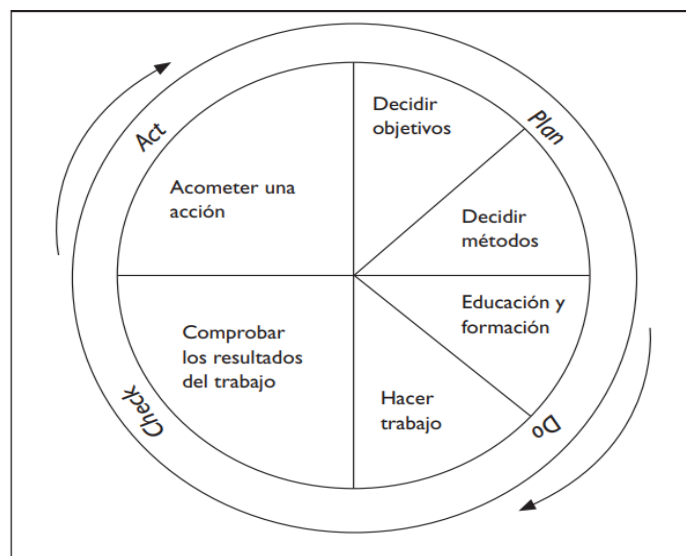 Act
Plan
Decidir
objetivos
Acometer una
acción
Decidir
métodos
Educación y
formación
Comprobar
los resultados
del trabajo
Hacer
trabajo
Check
Do